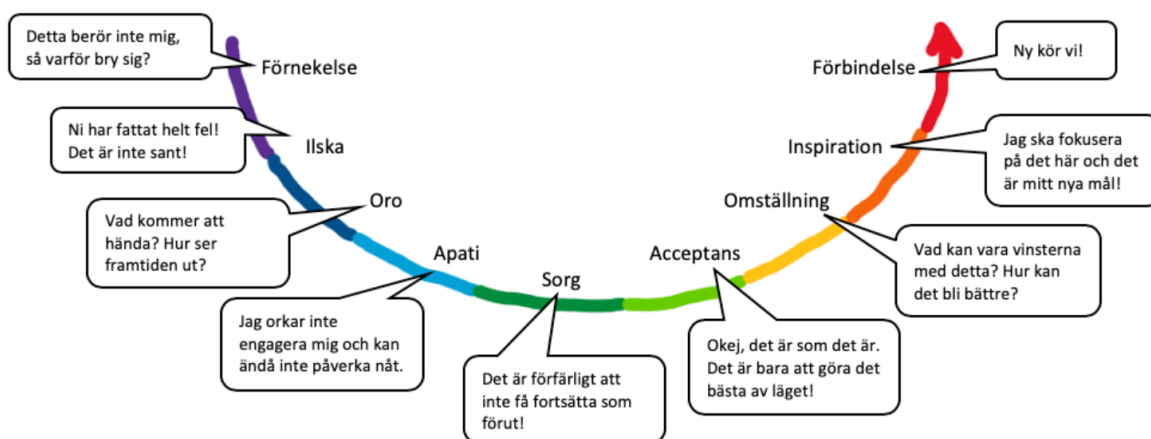 Detta berör inte mig,
så varför bry sig?
Förnekelse
Ni har fattat helt fel!
Det är inte sant!
Ilska
Vad kommer att
hända? Hur ser
framtiden ut?
Oro
Apati
Jag orkar inte
engagera mig och kan
ändå inte påverka nåt.
Sorg
Det är förfärligt att
inte få fortsätta som
förut!
Acceptans
Okej, det är som det är.
Det är bara att göra det
bästa av läget!
Omställning
Vad kan vara vinsterna
med detta? Hur kan
det bli bättre?
Inspiration
Jag ska fokusera
på det här och det
är mitt nya mål!
Förbindelse
Ny kör vi!